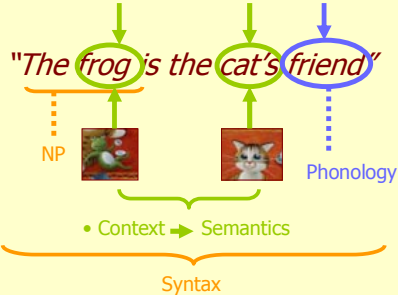 “The frog is the cat’s friend”
NP
Phonology
• Context → Semantics
Syntax